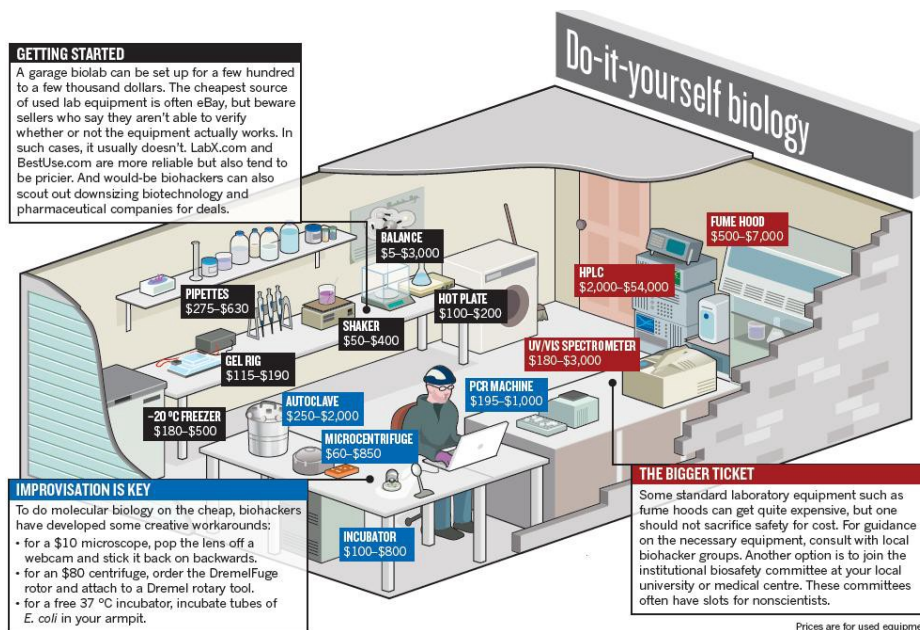 Do-it-yourself biology
GETTING STARTED
A garage biolab can be set up for a few hundred
to a few thousand dollars. The cheapest source
of used lab equipment is often eBay, but beware
sellers who say they aren't able to verify
whether or not the equipment actually works. In
such cases, it usually doesn't. LabX.com and
BestUse.com are more reliable but also tend to
be pricier. And would-be biohackers can also
scout out downsizing biotechnology and
pharmaceutical companies for deals.
BALANCE
$5–$3,000
FUME HOOD
$500–$7,000
PIPETTES
$275–$630
HPLC
$2,000–$54,000
HOT PLATE
$100–$200
SHAKER
$50–$400
UV/VIS SPECTROMETER
$180–$3,000
GEL RIG
$115–$190
PCR MACHINE
$195–$1,000
AUTOCLAVE
$250–$2,000
–20 ºC FREEZER
$180–$500
MICROCENTRIFUGE
$60–$850
INCUBATOR
$100–$800
IMPROVISATION IS KEY
To do molecular biology on the cheap, biohackers
have developed some creative workarounds:
• for a $10 microscope, pop the lens off a
webcam and stick it back on backwards.
• for an $80 centrifuge, order the DremelFuge
rotor and attach to a Dremel rotary tool.
• for a free 37 ºC incubator, incubate tubes of
E. coli in your armpit.
THE BIGGER TICKET
Some standard laboratory equipment such as
fume hoods can get quite expensive, but one
should not sacrifice safety for cost. For guidance
on the necessary equipment, consult with local
biohacker groups. Another option is to join the
institutional biosafety committee at your local
university or medical centre. These committees
often have slots for nonscientists.
Prices are for used equipme